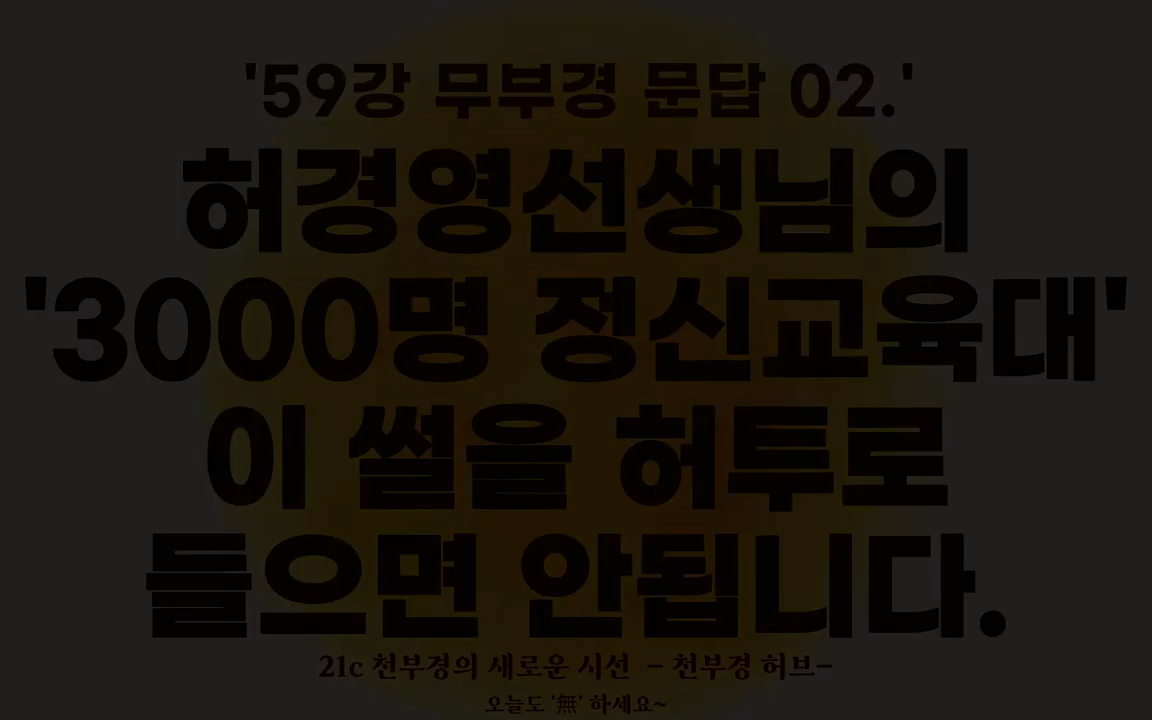 '59강 무부경 문답 02.'
허경영선생님의
'3000명 정신교육대'
이 썰을 허투로
들으면 안됩니다.
21c 천부경의 새로운 시선 - 천부경 허브-
오늘도 '無' 하세요~